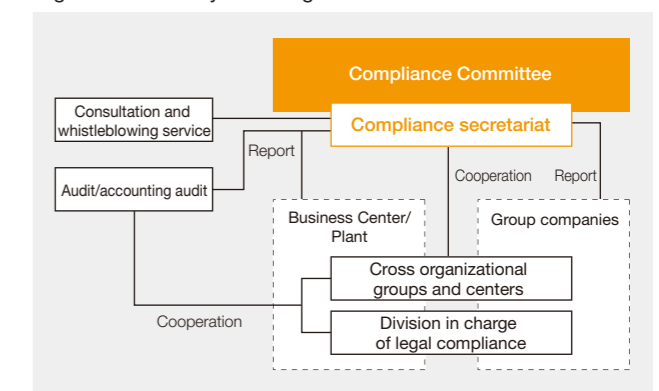 Compliance Committee
Consultation and
whistleblowing service
Compliance secretariat
Report
Audit/accounting audit
Cooperation
Report
Business Center/
Plant
Group companies
Cross organizational
groups and centers
Cooperation
Division in charge
of legal compliance